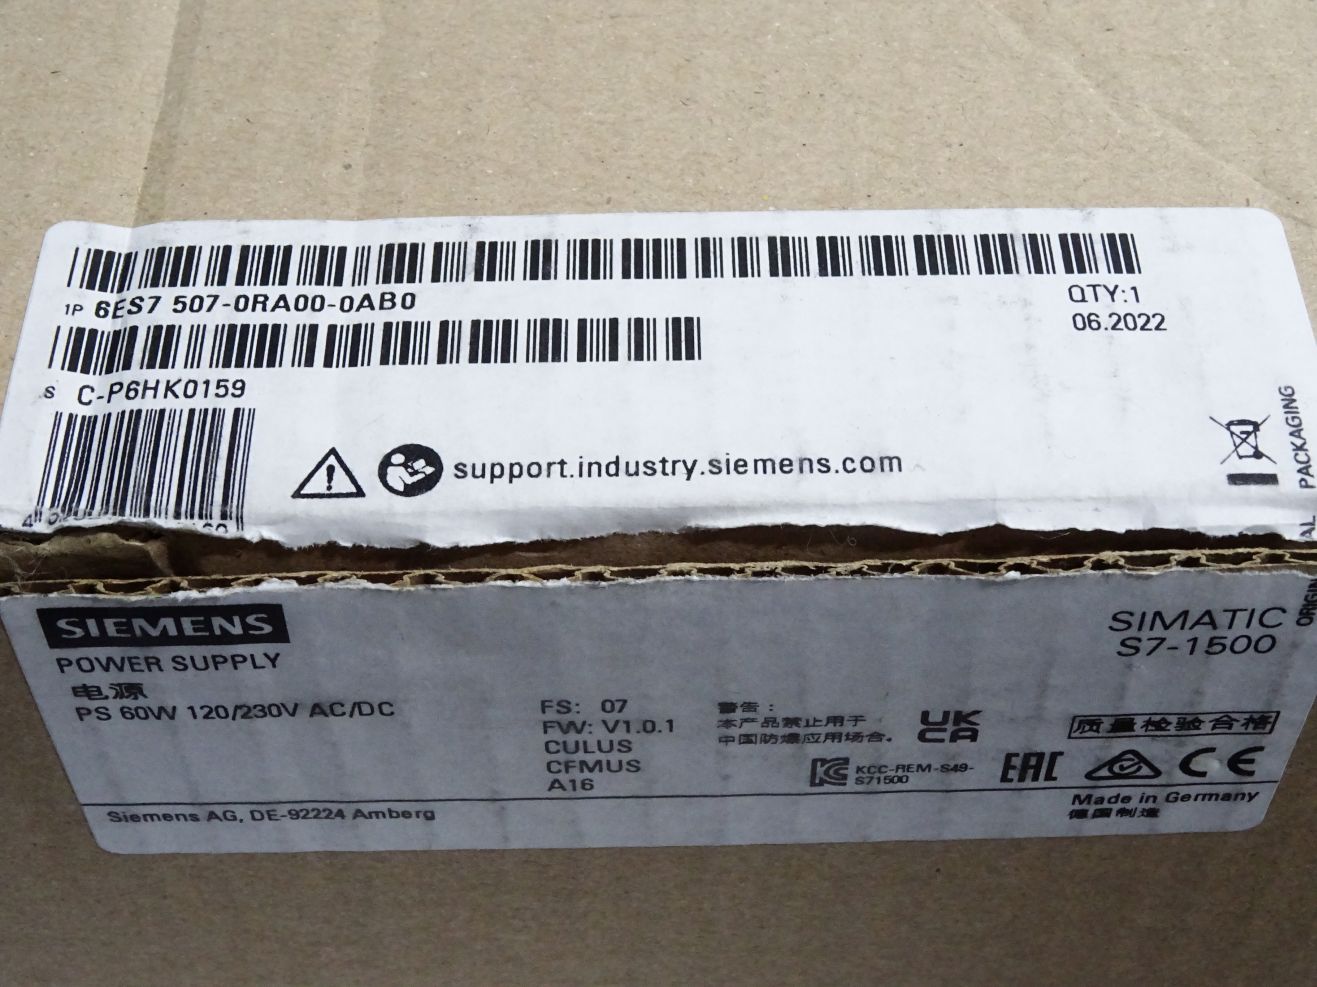 1P 6ES7 507-0RA00-0AB0
QTY:1
06.2022
S C-P6HK0159
support.industry.siemens.com
PACKAGING
SIEMENS
SIMATIC
S7-1500
POWER SUPPLY
电源
PS 60W 120/230V AC/DC
FS: 07
FW: V1.0.1
CULUS
CFMUS
A16
警告：
本产品禁止用于
中国防爆应用场合。
UK
CA
质量检验合格
KCC-REM-S49-
S71500
EAC
CE
Made in Germany
德国制造
Siemens AG, DE-92224 Amberg